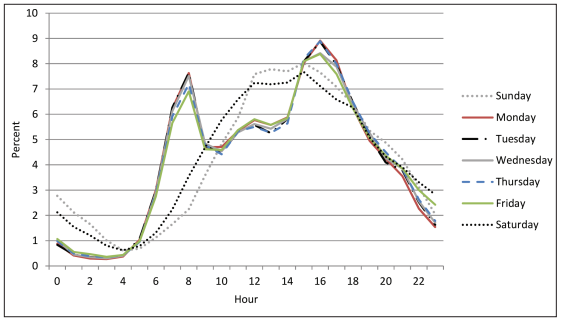 10
9
8
7
6
5
4
3
2
1
0
Percent
0 2 4 6 8 10 12 14 16 18 20 22
Hour
Sunday
Monday
Tuesday
Wednesday
Thursday
Friday
Saturday